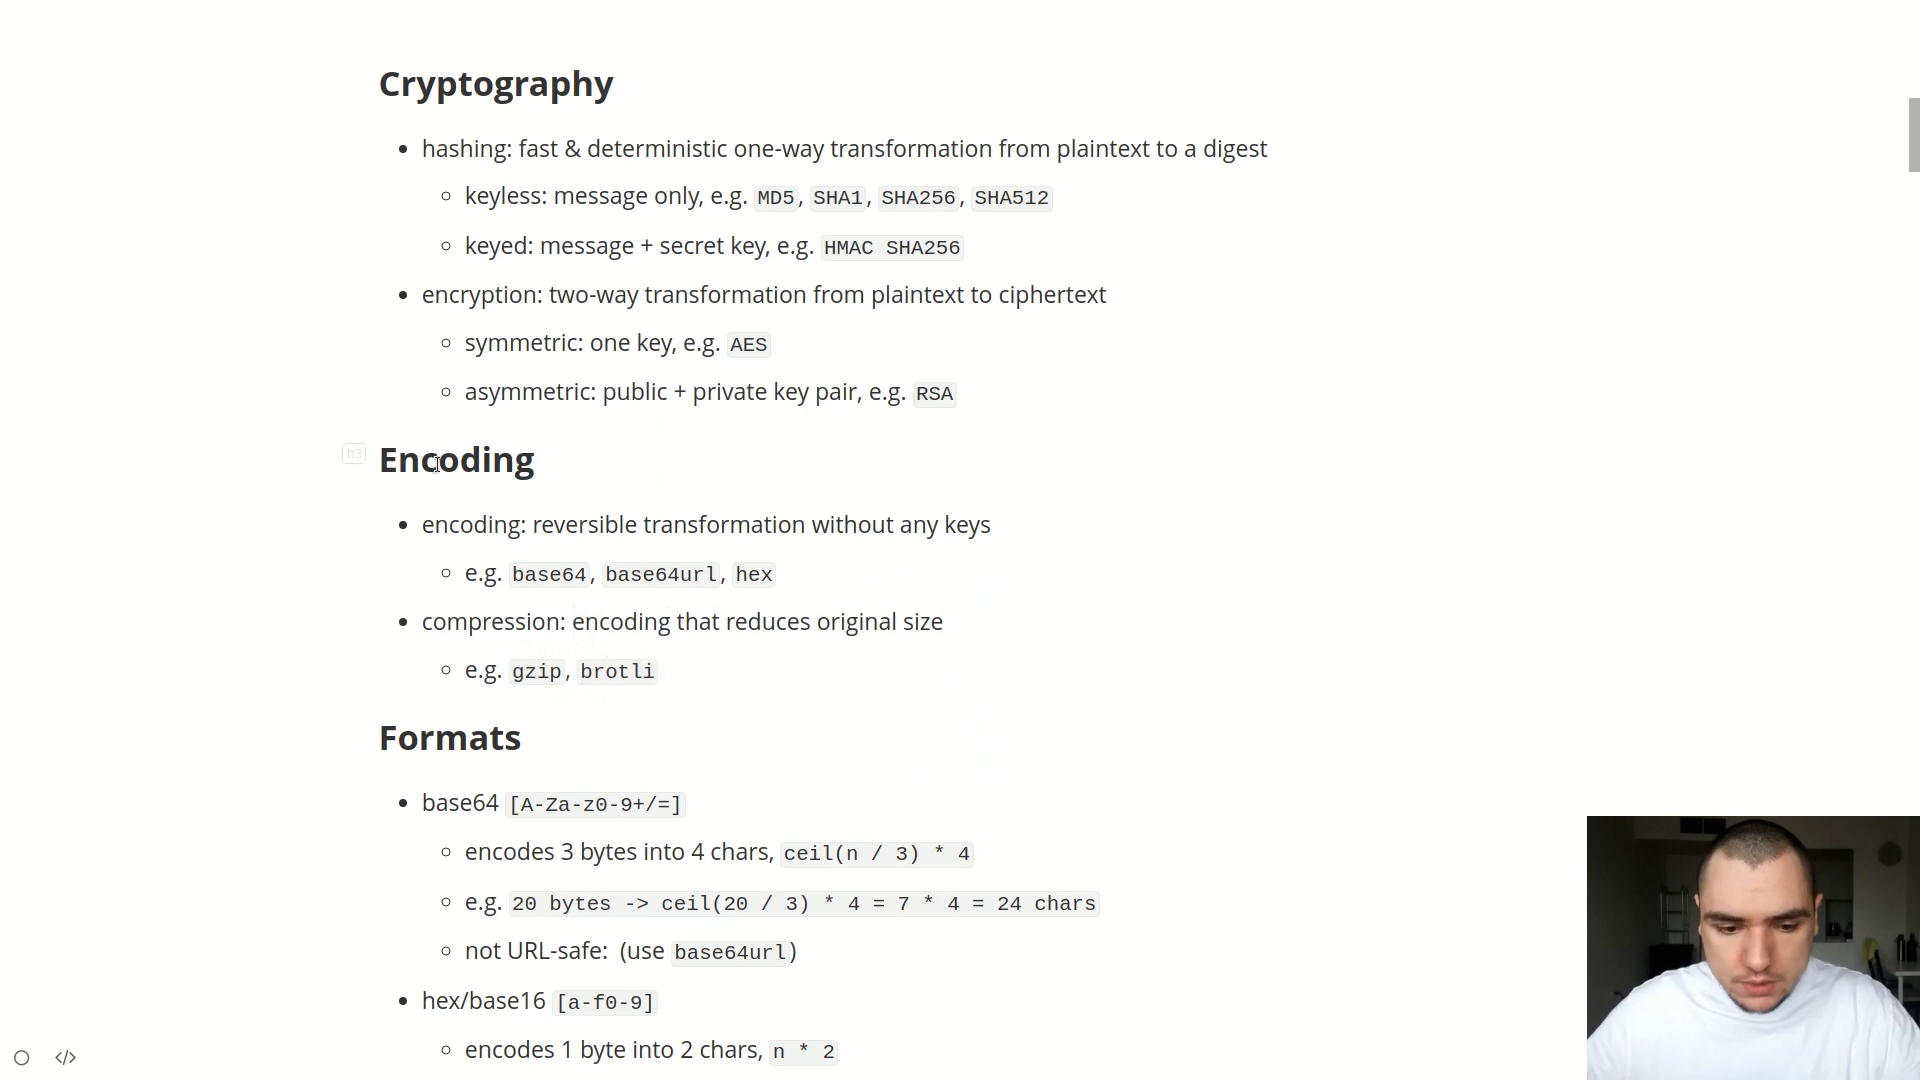 Cryptography
hashing: fast & deterministic one-way transformation from plaintext to a digest
keyless: message only, e.g. MD5, SHA1, SHA256, SHA512
keyed: message + secret key, e.g. HMAC SHA256
encryption: two-way transformation from plaintext to ciphertext
symmetric: one key, e.g. AES
asymmetric: public + private key pair, e.g. RSA
h3
Encoding
encoding: reversible transformation without any keys
e.g. base64, base64url, hex
compression: encoding that reduces original size
e.g. gzip, brotli
Formats
base64 [A-Za-z0-9+/=]
encodes 3 bytes into 4 chars, ceil(n / 3) * 4
e.g. 20 bytes -> ceil(20 / 3) * 4 = 7 * 4 = 24 chars
not URL-safe:  (use base64url)
hex/base16 [a-f0-9]
encodes 1 byte into 2 chars, n * 2